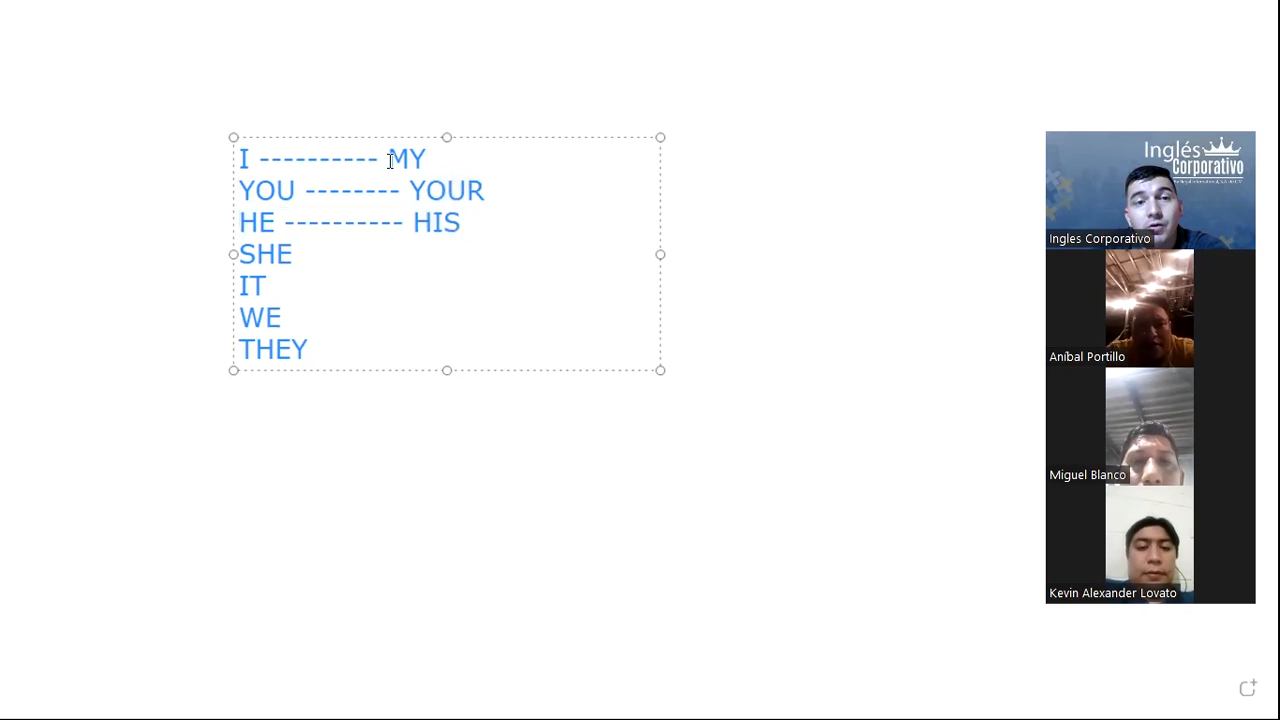 I ---------- MY
YOU -------- YOUR
HE ---------- HIS
SHE
IT
WE
THEY
Inglés
Corporativo
Ingles Corporativo
Aníbal Portillo
Miguel Blanco
Kevin Alexander Lovato